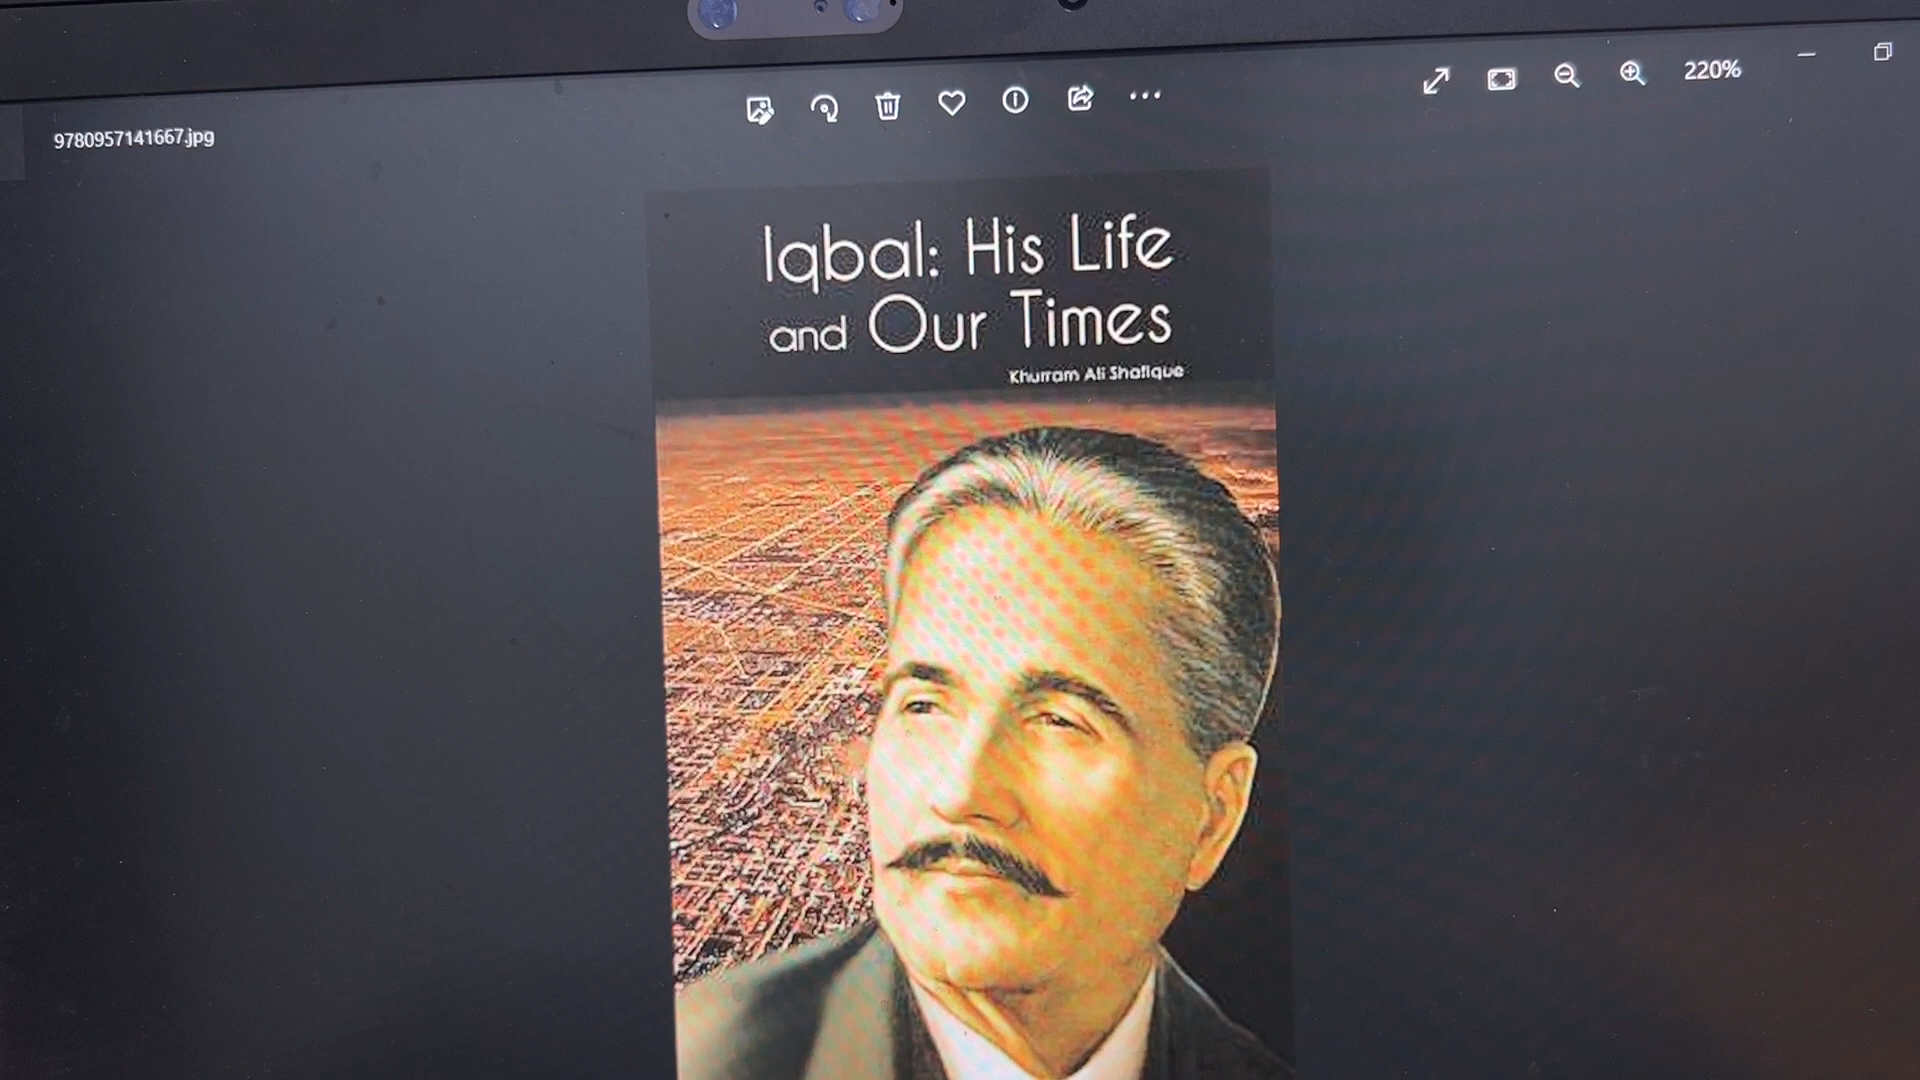 220%
9780957141667.jpg
Iqbal: His Life
and Our Times
Khurram Ali Shafique